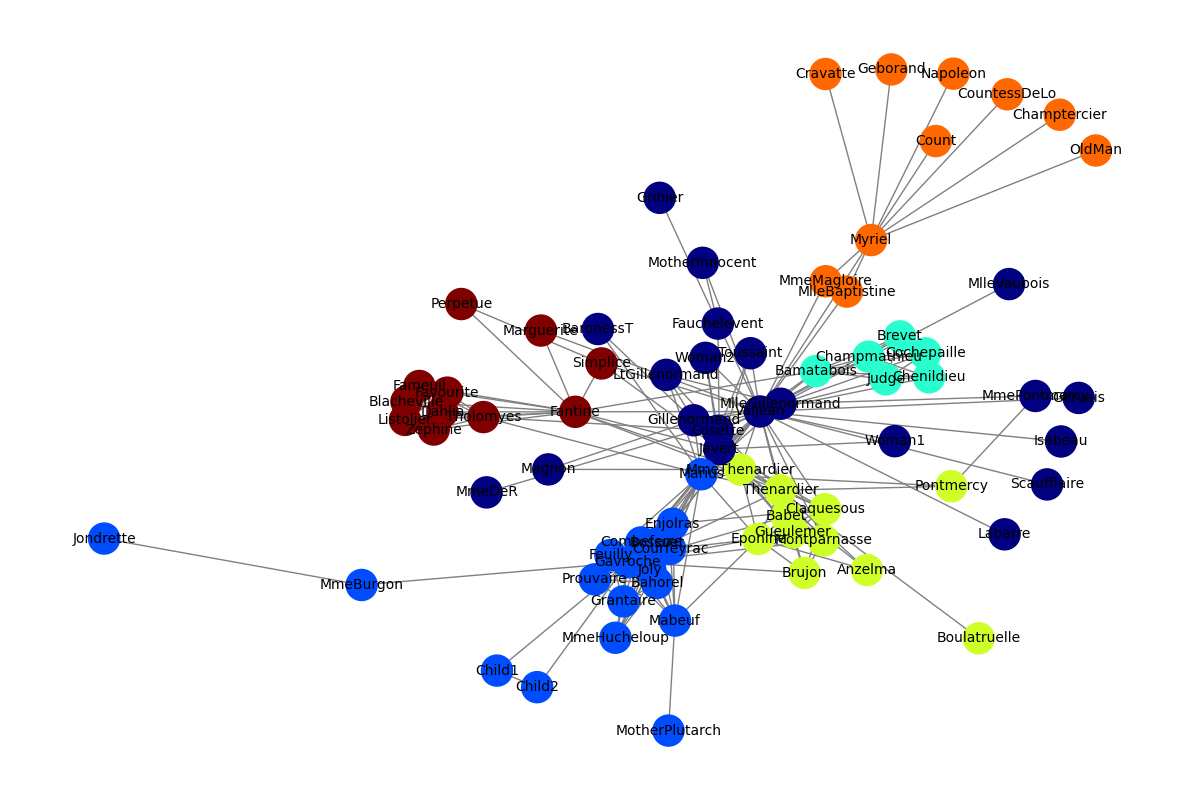 Cravatte
Geborand
Napoleon
CountessDeLo
Champtercier
Count
OldMan
Gribier
Myriel
MotherInnocent
MmeMagloire
MlleBaptistine
MlleVaubois
Perpetue
Marguerite
BaronessT
Fauchelevent
Brevet
Simplice
Woman2
Toussaint
Champmathieu
Cochepaille
LtGillenormand
Bamatabois
Judge
Chenildieu
Fameuil
Favourite
Blacheville
MmePontmercy
Gervais
Listolier
Dahlia
Tholomyes
Fantine
Gillenormand
MlleGillenormand
Valjean
Zephine
Cosette
Javert
Woman1
Isabeau
Magnon
Marius
MmeThenardier
MmeDeR
Thenardier
Pontmercy
Scaufflaire
Claquesous
Babet
Enjolras
Gueulemer
Labarre
Jondrette
Eponine
Montparnasse
Combeferre
Bossuet
Courfeyrac
Feuilly
Gavroche
Joly
MmeBurgon
Prouvaire
Bahorel
Brujon
Anzelma
Grantaire
Mabeuf
MmeHucheloup
Boulatruelle
Child1
Child2
MotherPlutarch